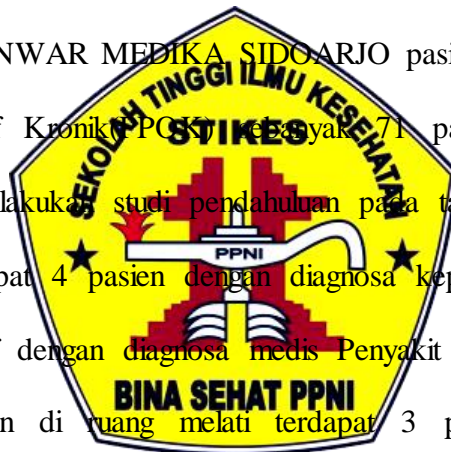 NWAR MEDIKA SIDOARJO pasi
Kronik(PPOK) sebanyak 71 pa
lakukan studi pendahuluan pada ta
pat 4 pasien dengan diagnosa kep
dengan diagnosa medis Penyakit
n di ruang melati terdapat 3 p
SEKOLAH TINGGI ILMU KESEHATAN
STIKES
PPNI
BINA SEHAT PPNI